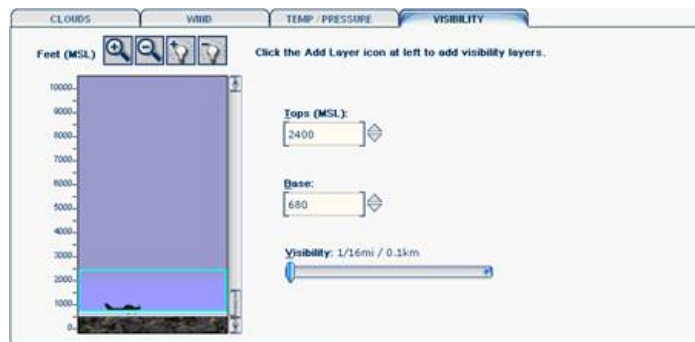 CLOUDS WIND TEMP / PRESSURE VISIBILITY
Feet (MSL) Click the Add Layer icon at left to add visibility layers.
10000
9000
8000
7000
6000
5000
4000
3000
2000
1000
0
Tops (MSL):
2400
Base:
680
Visibility: 1/16mi / 0.1km